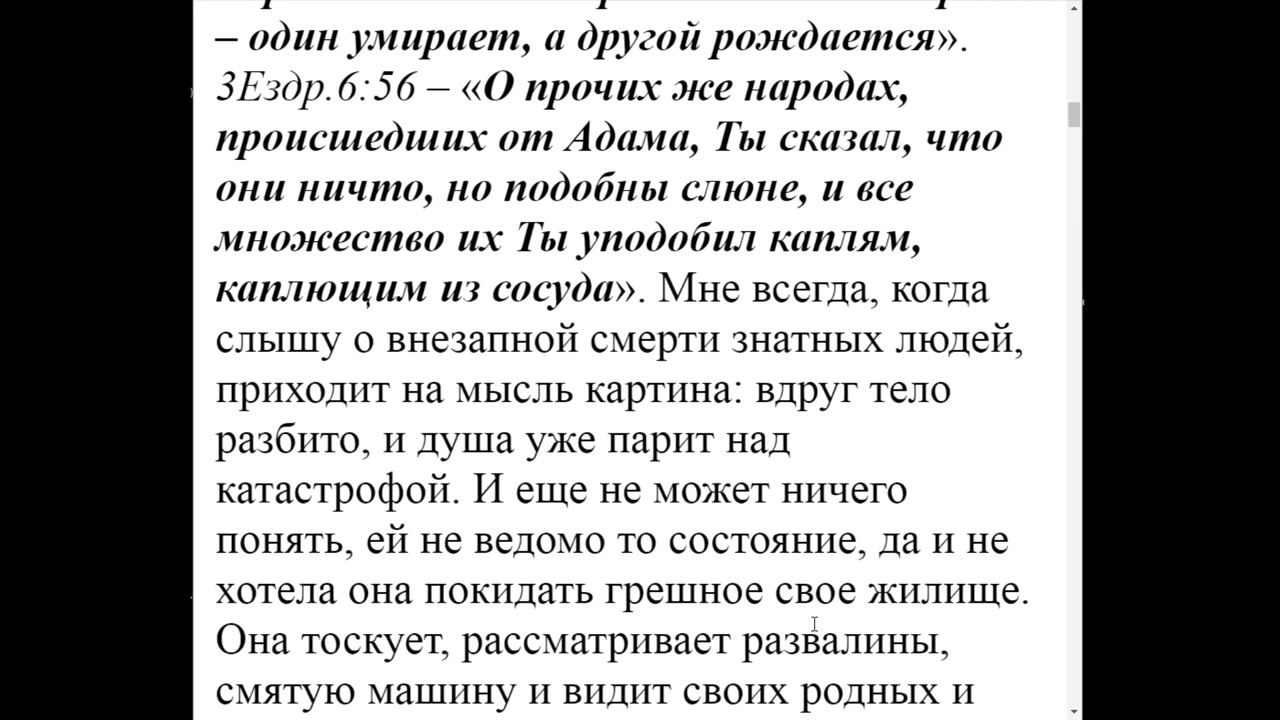 – один умирает, а другой рождается».
3Ездр.6:56 – «О прочих же народах,
происшедших от Адама, Ты сказал, что
они ничто, но подобны слюне, и все
множество их Ты уподобил каплям,
каплющим из сосуда». Мне всегда, когда
слышу о внезапной смерти знатных людей,
приходит на мысль картина: вдруг тело
разбито, и душа уже парит над
катастрофой. И еще не может ничего
понять, ей не ведомо то состояние, да и не
хотела она покидать грешное свое жилище.
Она тоскует, рассматривает развалины,
смятую машину и видит своих родных и